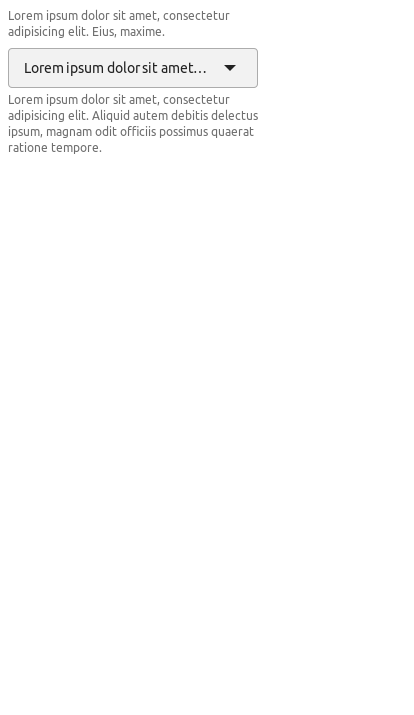 Lorem ipsum dolor sit amet, consectetur
adipisicing elit. Eius, maxime.
Lorem ipsum dolor sit amet…
Lorem ipsum dolor sit amet, consectetur
adipisicing elit. Aliquid autem debitis delectus
ipsum, magnam odit officiis possimus quaerat
ratione tempore.